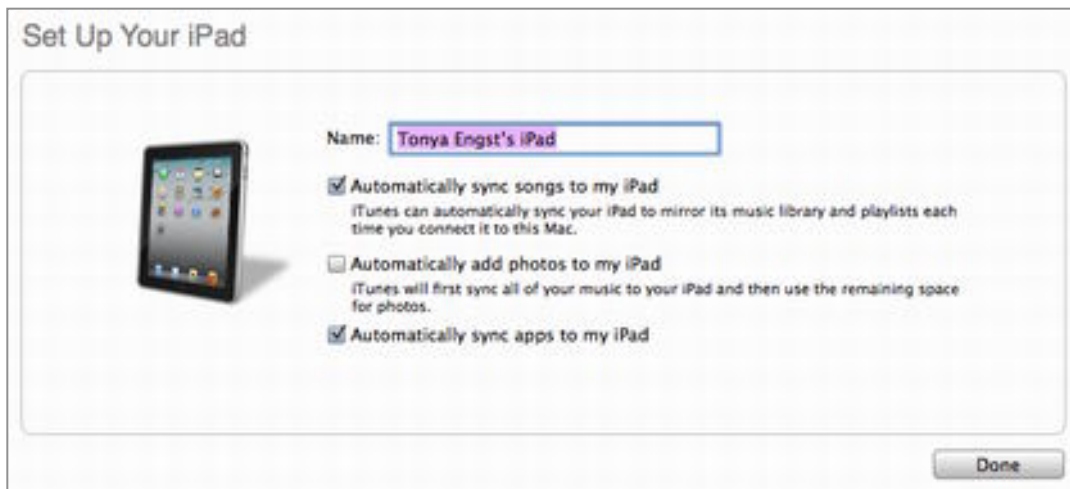 Set Up Your iPad
Name: Tonya Engst's iPad
Automatically sync songs to my iPad
iTunes can automatically sync your iPad to mirror its music library and playlists each
time you connect it to this Mac.
Automatically add photos to my iPad
iTunes will first sync all of your music to your iPad and then use the remaining space
for photos.
Automatically sync apps to my iPad
Done